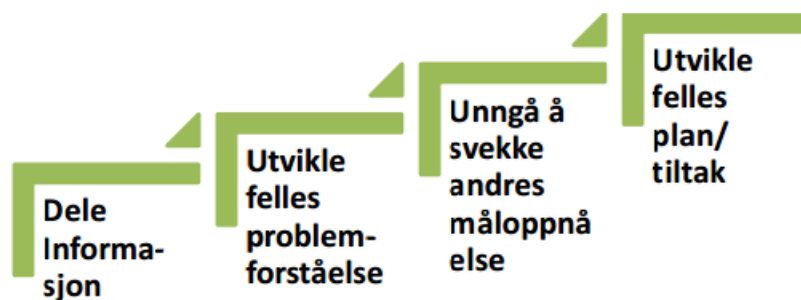 Dele
Informa-
sjon
Utvikle
felles
problem-
forståelse
Unngå å
svekke
andres
måloppnå
else
Utvikle
felles
plan/
tiltak